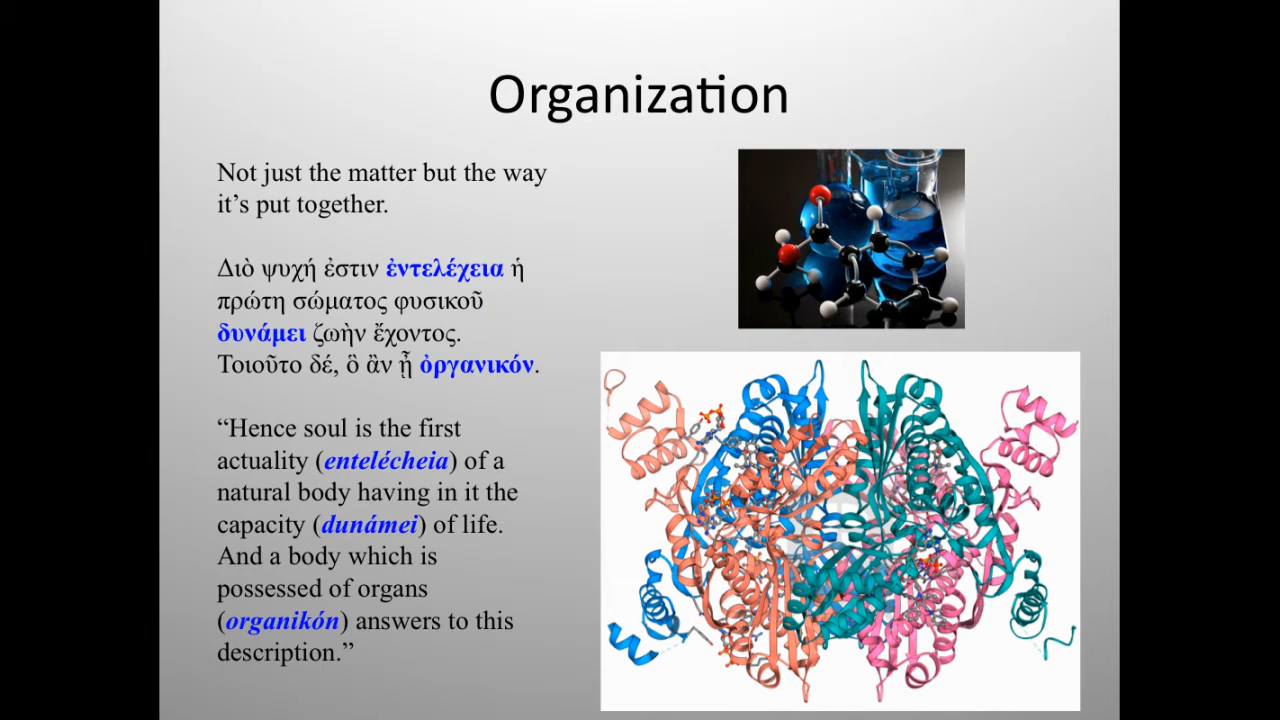 Organization
Not just the matter but the way
it’s put together.
Διὸ ψυχή ἐστιν ἐντελέχεια ἡ
πρώτη σώματος φυσικοῦ
δυνάμει ζωὴν ἔχοντος.
Τοιοῦτο δέ, ὃ ἂν ᾖ ὀργανικόν.
“Hence soul is the first
actuality (entelécheia) of a
natural body having in it the
capacity (dunámei) of life.
And a body which is
possessed of organs
(organikón) answers to this
description.”